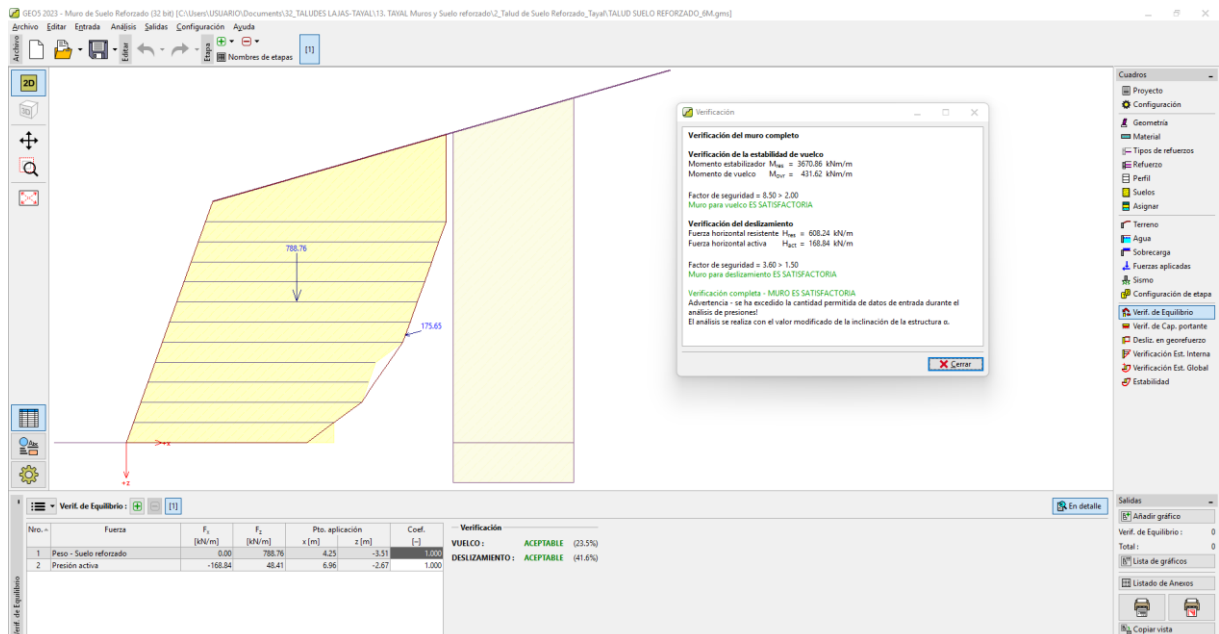 GEO5 2023 - Muro de Suelo Reforzado (32 bit) [C:\Users\USUARIO\Documents\32_TALUDES LAJAS-TAYAL\13. TAYAL Muros y Suelo reforzado\2_Talud de Suelo Reforzado_Tayal\TALUD SUELO REFORZADO_6M.gms]
Archivo Editar Entrada Análisis Salidas Configuración Ayuda
Archivo
Editar
Etapa
Nombres de etapas
[1]
2D
3D
788.76
175.65
+x
+z
Verificación
Verificación del muro completo
Verificación de la estabilidad de vuelco
Momento estabilizador Mres = 3670.86 kNm/m
Momento de vuelco Movr = 431.62 kNm/m
Factor de seguridad = 8.50 > 2.00
Muro para vuelco ES SATISFACTORIA
Verificación del deslizamiento
Fuerza horizontal resistente Hres = 608.24 kN/m
Fuerza horizontal activa Hact = 168.84 kN/m
Factor de seguridad = 3.60 > 1.50
Muro para deslizamiento ES SATISFACTORIA
Verificación completa - MURO ES SATISFACTORIA
Advertencia - se ha excedido la cantidad permitida de datos de entrada durante el
análisis de presiones!
El análisis se realiza con el valor modificado de la inclinación de la estructura α.
Cerrar
Cuadros
Proyecto
Configuración
Geometría
Material
Tipos de refuerzos
Refuerzo
Perfil
Suelos
Asignar
Terreno
Agua
Sobrecarga
Fuerzas aplicadas
Sismo
Configuración de etapa
Verif. de Equilibrio
Verif. de Cap. portante
Desliz. en georefuerzo
Verificación Est. Interna
Verificación Est. Global
Estabilidad
Verif. de Equilibrio : [1]
En detalle
Nro. Fuerza F1 F2 Pto. aplicación Coef.
[kN/m] [kN/m] x [m] z [m] [-]
1 Peso - Suelo reforzado 0.00 788.76 4.25 -3.51 1.000
2 Presión activa -168.84 48.41 6.96 -2.67 1.000
Verificación
VUELCO : ACEPTABLE (23.5%)
DESLIZAMIENTO : ACEPTABLE (41.6%)
Verif. de Equilibrio
Salidas
Añadir gráfico
Verif. de Equilibrio : 0
Total : 0
Lista de gráficos
Listado de Anexos
Copiar vista